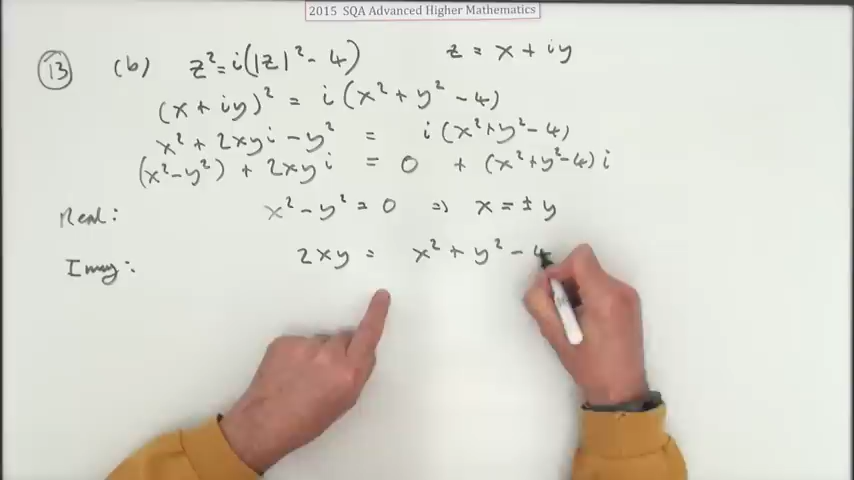 2015 SQA Advanced Higher Mathematics
13 (b) z² = i(|z|² - 4) z = x + iy
(x + iy)² = i(x² + y² - 4)
x² + 2xyi - y² = i(x² + y² - 4)
(x² - y²) + 2xyi = 0 + (x² + y² - 4)i
Real: x² - y² = 0 ⇒ x = ± y
Imag: 2xy = x² + y² - 4